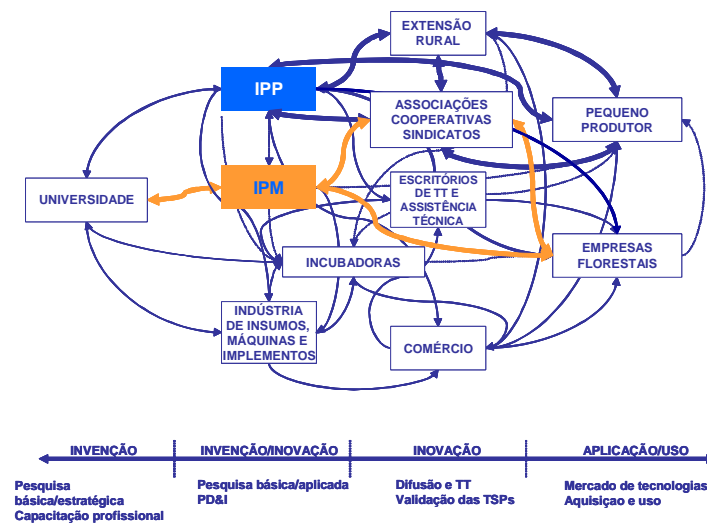 EXTENSÃO
RURAL
IPP
ASSOCIAÇÕES
COOPERATIVAS
SINDICATOS
PEQUENO
PRODUTOR
IPM
UNIVERSIDADE
ESCRITÓRIOS
DE TT E
ASSISTÊNCIA
TÉCNICA
EMPRESAS
FLORESTAIS
INCUBADORAS
INDÚSTRIA
DE INSUMOS,
MÁQUINAS E
IMPLEMENTOS
COMÉRCIO
INVENÇÃO
INVENÇÃO/INOVAÇÃO
INOVAÇÃO
APLICAÇÃO/USO
Pesquisa
básica/estratégica
Capacitação profissional
Pesquisa básica/aplicada
PD&I
Difusão e TT
Validação das TSPs
Mercado de tecnologias
Aquisiçao e uso